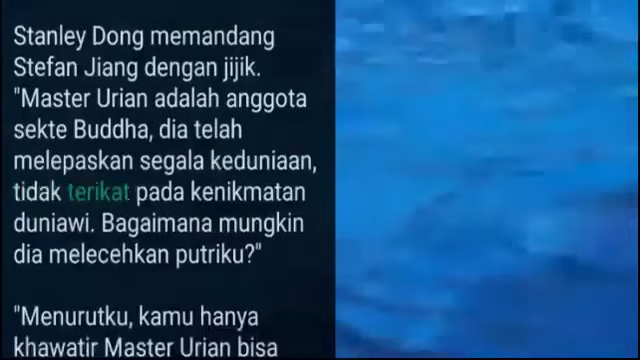 Stanley Dong memandang
Stefan Jiang dengan jijik.
"Master Urian adalah anggota
sekte Buddha, dia telah
melepaskan segala keduniaan,
tidak terikat pada kenikmatan
duniawi. Bagaimana mungkin
dia melecehkan putriku?"
"Menurutku, kamu hanya
khawatir Master Urian bisa